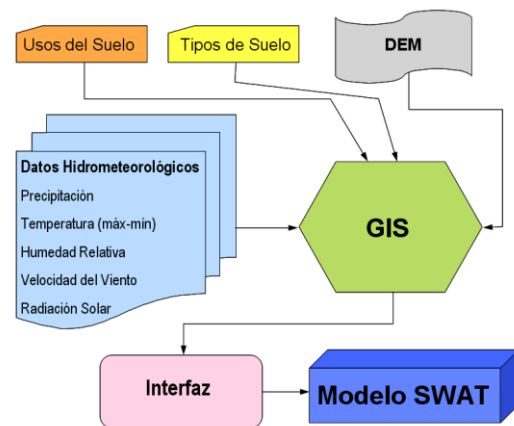 Usos del Suelo
Tipos de Suelo
DEM
Datos Hidrometeorológicos
Precipitación
Temperatura (máx-mín)
Humedad Relativa
Velocidad del Viento
Radiación Solar
GIS
Interfaz
Modelo SWAT